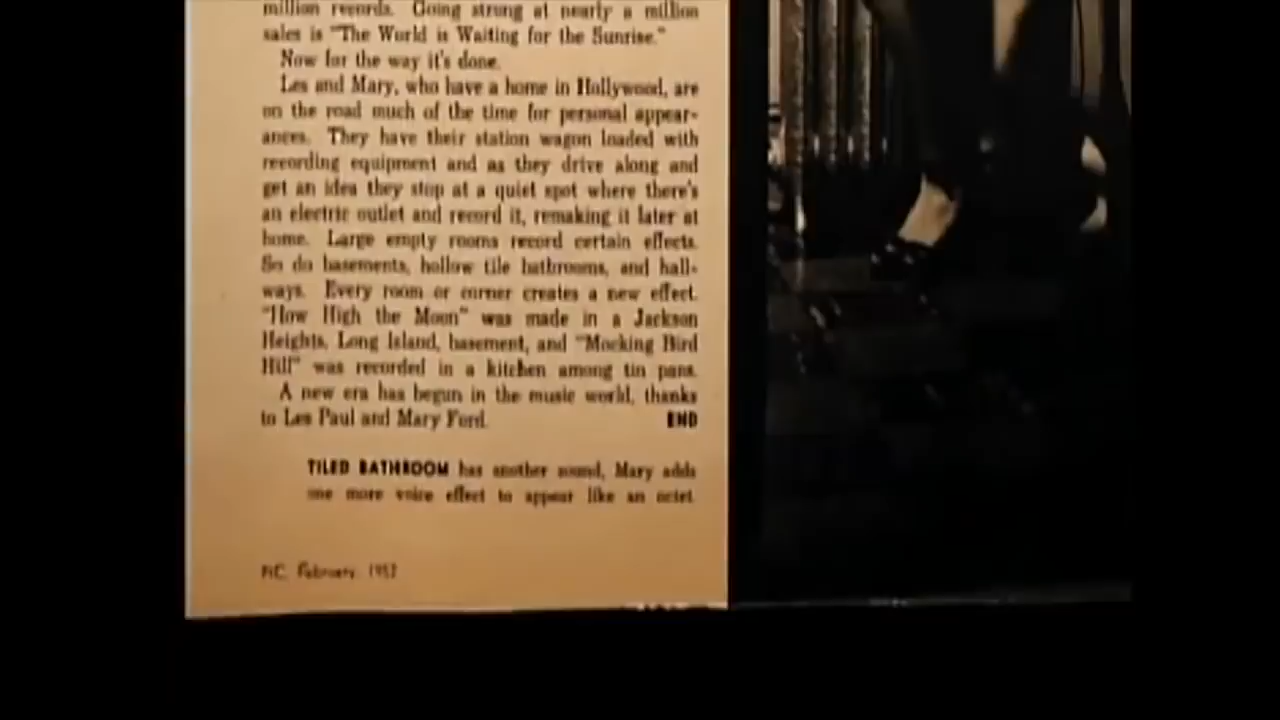 million records. Going strong at nearly a million
sales is "The World is Waiting for the Sunrise."
Now for the way it's done.
Les and Mary, who have a home in Hollywood, are
on the road much of the time for personal appear-
ances. They have their station wagon loaded with
recording equipment and as they drive along and
get an idea they stop at a quiet spot where there's
an electric outlet and record it, remaking it later at
home. Large empty rooms record certain effects.
So do basements, hollow tile bathrooms, and hall-
ways. Every room or corner creates a new effect.
"How High the Moon" was made in a Jackson
Heights, Long Island, basement, and "Mocking Bird
Hill" was recorded in a kitchen among tin pans.
A new era has begun in the music world, thanks
to Les Paul and Mary Ford. END
TILED BATHROOM has another sound, Mary adds
one more voice effect to appear like an octet.
PIC, February, 1952